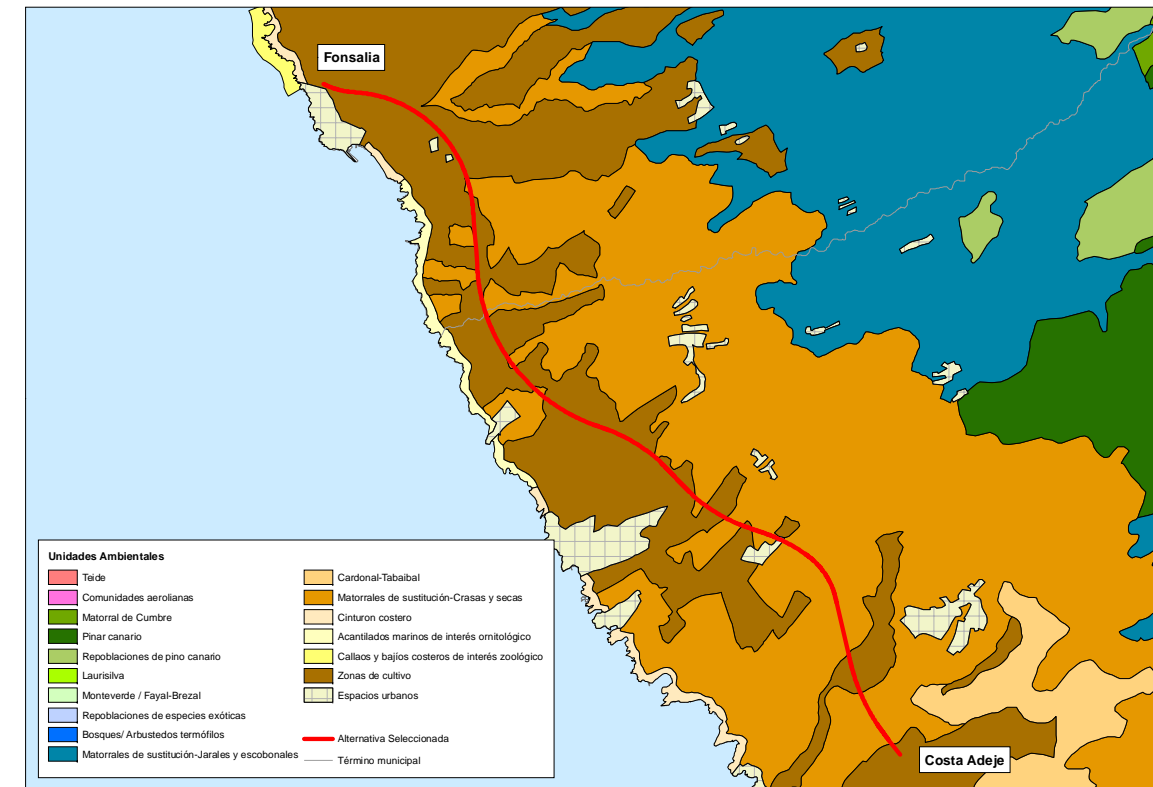 Fonsalia
Unidades Ambientales
Teide
Comunidades aerolianas
Matorral de Cumbre
Pinar canario
Repoblaciones de pino canario
Laurisilva
Monteverde / Fayal-Brezal
Repoblaciones de especies exóticas
Bosques/ Arbustedos termófilos
Matorrales de sustitución-Jarales y escobonales
Cardonal-Tabaibal
Matorrales de sustitución-Crasas y secas
Cinturon costero
Acantilados marinos de interés ornitológico
Callaos y bajíos costeros de interés zoológico
Zonas de cultivo
Espacios urbanos
Alternativa Seleccionada
Término municipal
Costa Adeje